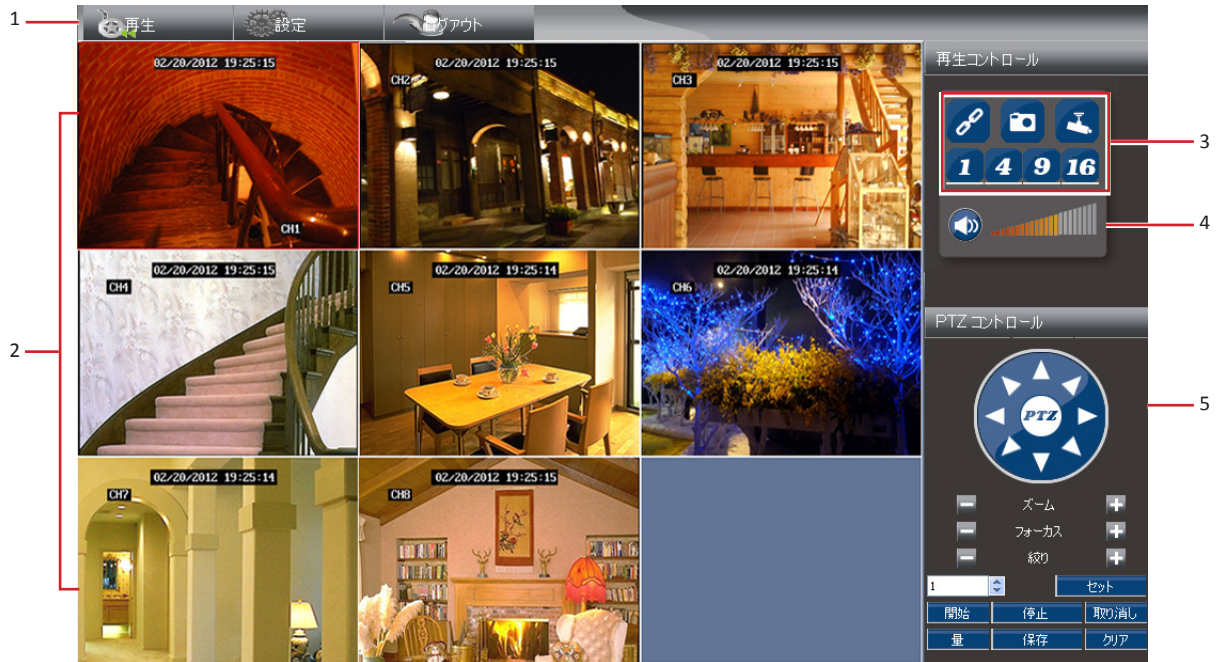 1
再生
設定
グアウト
再生コントロール
02/20/2012 19:25:15
CH1
02/20/2012 19:25:15
CH2
02/20/2012 19:25:15
CH3
3
1 4 9 16
4
02/20/2012 19:25:15
CH4
02/20/2012 19:25:14
CH5
02/20/2012 19:25:14
CH6
2
PTZ コントロール
PTZ
5
02/20/2012 19:25:14
CH7
02/20/2012 19:25:15
CH8
ズーム
フォーカス
絞り
1
セット
開始 停止 取り消し
量 保存 クリア